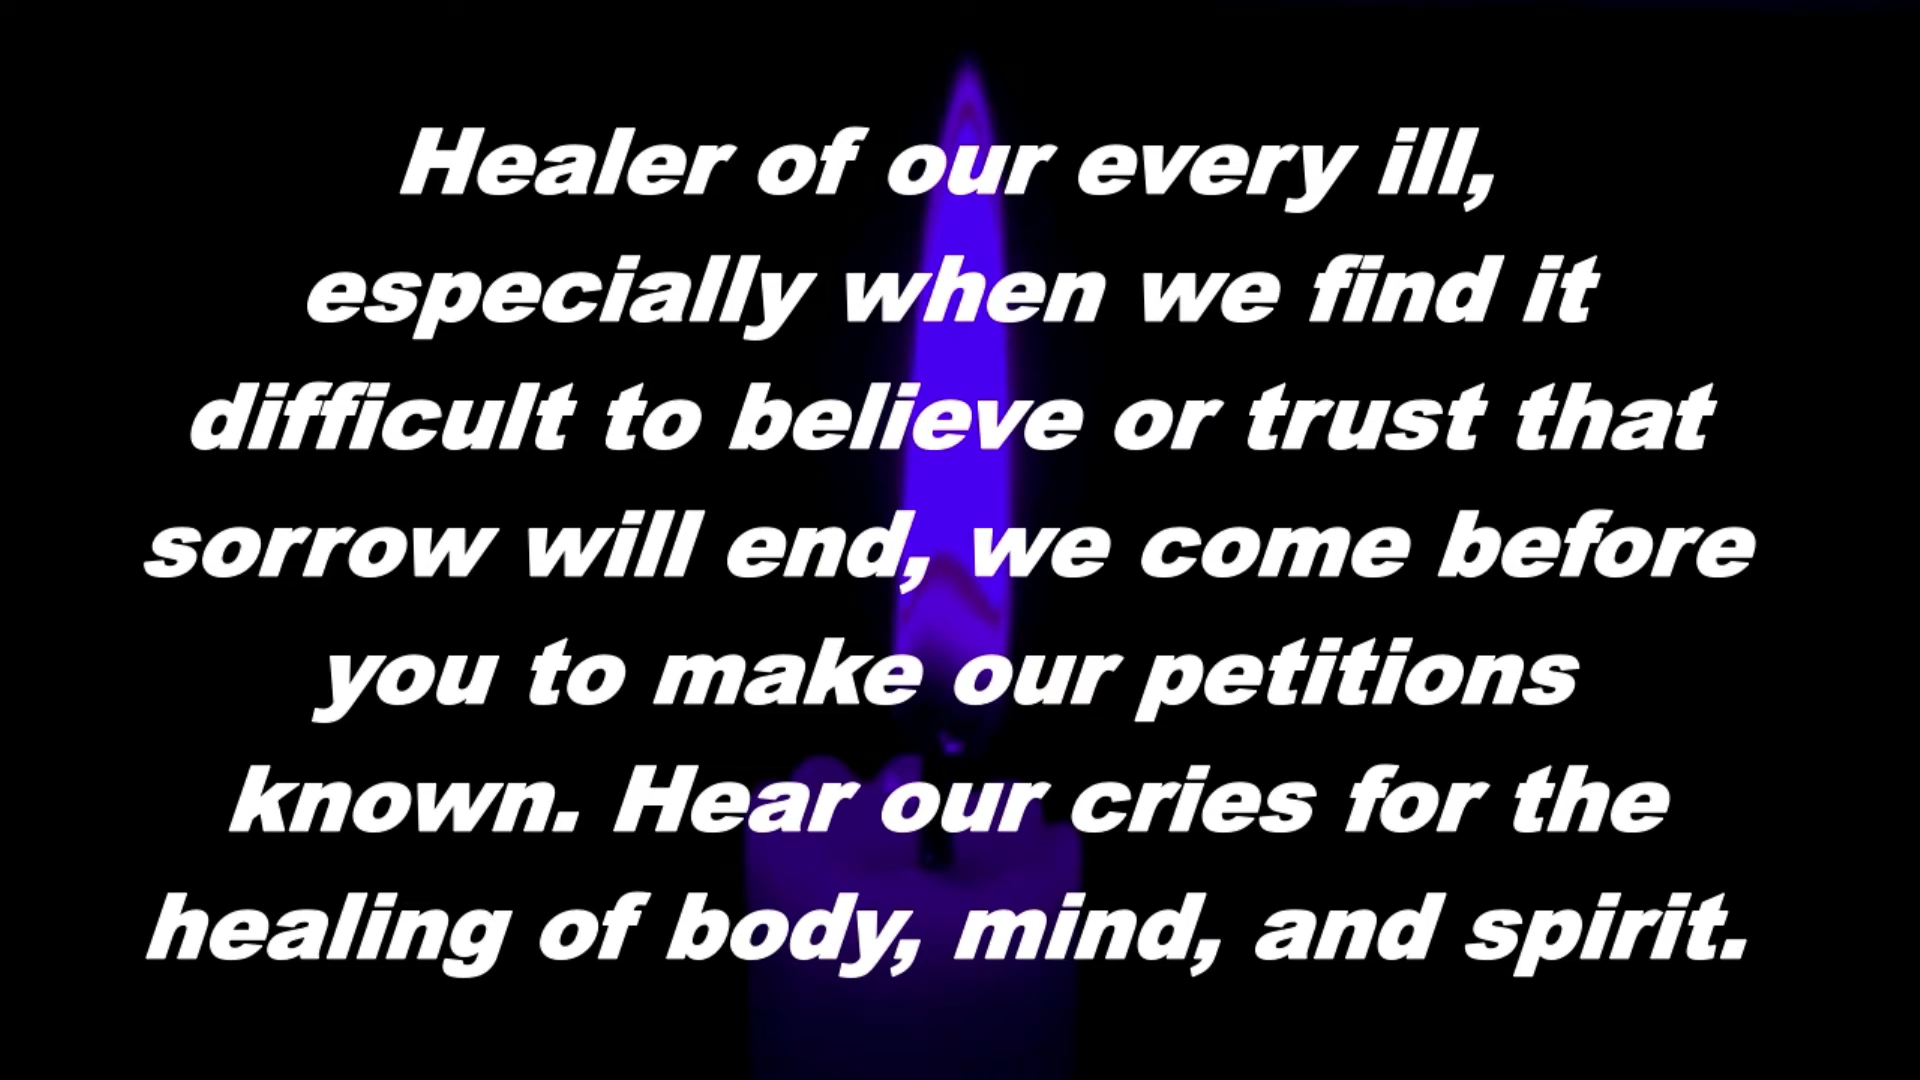 Healer of our every ill,
especially when we find it
difficult to believe or trust that
sorrow will end, we come before
you to make our petitions
known. Hear our cries for the
healing of body, mind, and spirit.